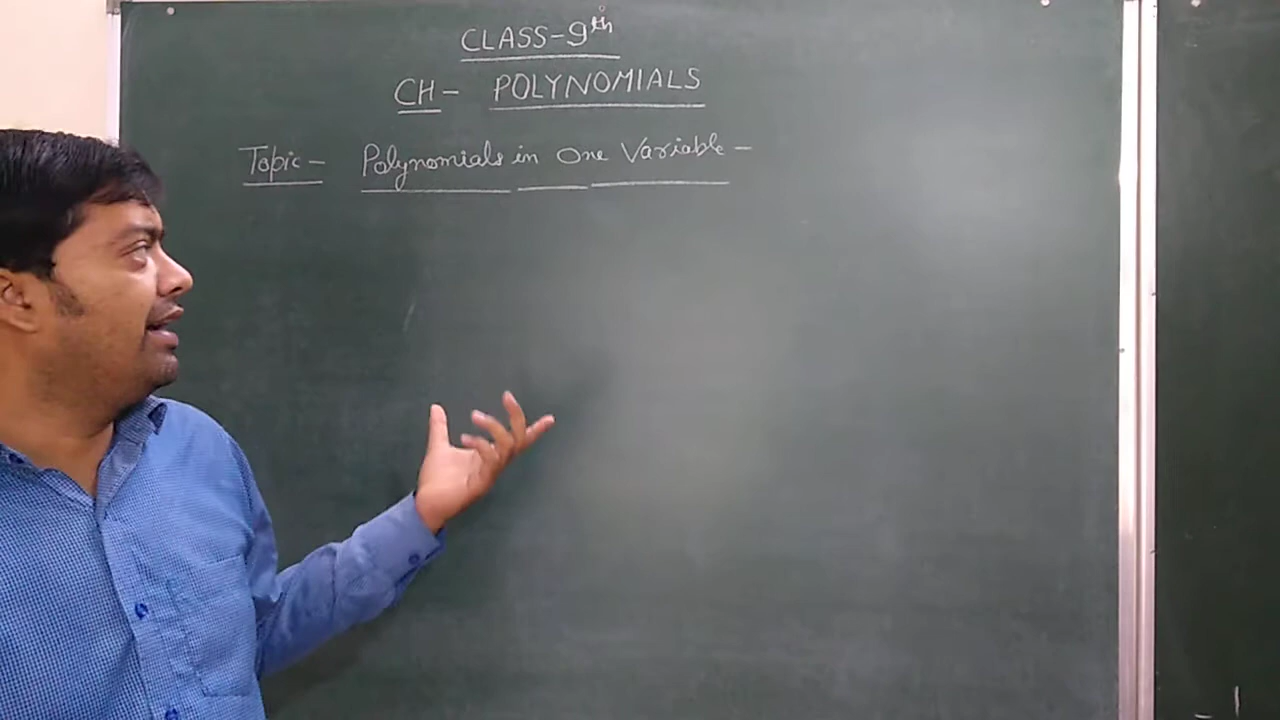 CLASS-9th
CH- POLYNOMIALS
Topic- Polynomials in One Variable-